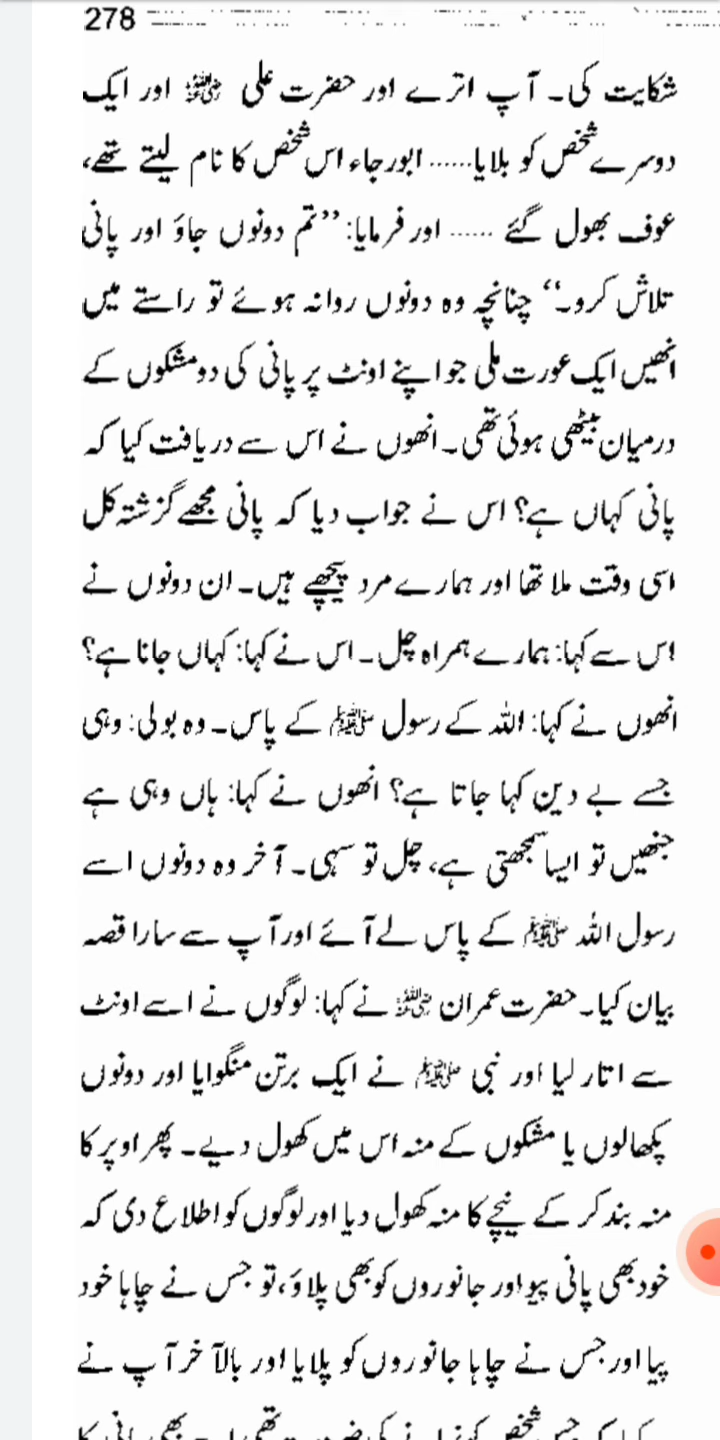 278
شکایت کی۔ آپ اترے اور حضرت علی رضی اللہ عنہ اور ایک
دوسرے شخص کو بلایا...... ابورجاء اس شخص کا نام لیتے تھے،
عوف بھول گئے ...... اور فرمایا: ’’تم دونوں جاؤ اور پانی
تلاش کرو۔‘‘ چنانچہ وہ دونوں روانہ ہوئے تو راستے میں
انھیں ایک عورت ملی جو اپنے اونٹ پر پانی کی دو مشکوں کے
درمیان بیٹھی ہوئی تھی۔ انھوں نے اس سے دریافت کیا کہ
پانی کہاں ہے؟ اس نے جواب دیا کہ پانی مجھے گزشتہ کل
اسی وقت ملا تھا اور ہمارے مرد پیچھے ہیں۔ ان دونوں نے
اس سے کہا: ہمارے ہمراہ چل۔ اس نے کہا: کہاں جانا ہے؟
انھوں نے کہا: اللہ کے رسول ﷺ کے پاس۔ وہ بولی: وہی
جسے بے دین کہا جاتا ہے؟ انھوں نے کہا: ہاں وہی ہے
جنھیں تو ایسا سمجھتی ہے، چل تو سہی۔ آخر وہ دونوں اسے
رسول اللہ ﷺ کے پاس لے آئے اور آپ سے سارا قصہ
بیان کیا۔ حضرت عمران رضی اللہ عنہ نے کہا: لوگوں نے اسے اونٹ
سے اتار لیا اور نبی ﷺ نے ایک برتن منگوایا اور دونوں
پکھالوں یا مشکوں کے منہ اس میں کھول دیے۔ پھر اوپر کا
منہ بند کر کے نیچے کا منہ کھول دیا اور لوگوں کو اطلاع دی کہ
خود بھی پانی پیو اور جانوروں کو بھی پلاؤ، تو جس نے چاہا خود
پیا اور جس نے چاہا جانوروں کو پلایا اور بالآخر آپ نے